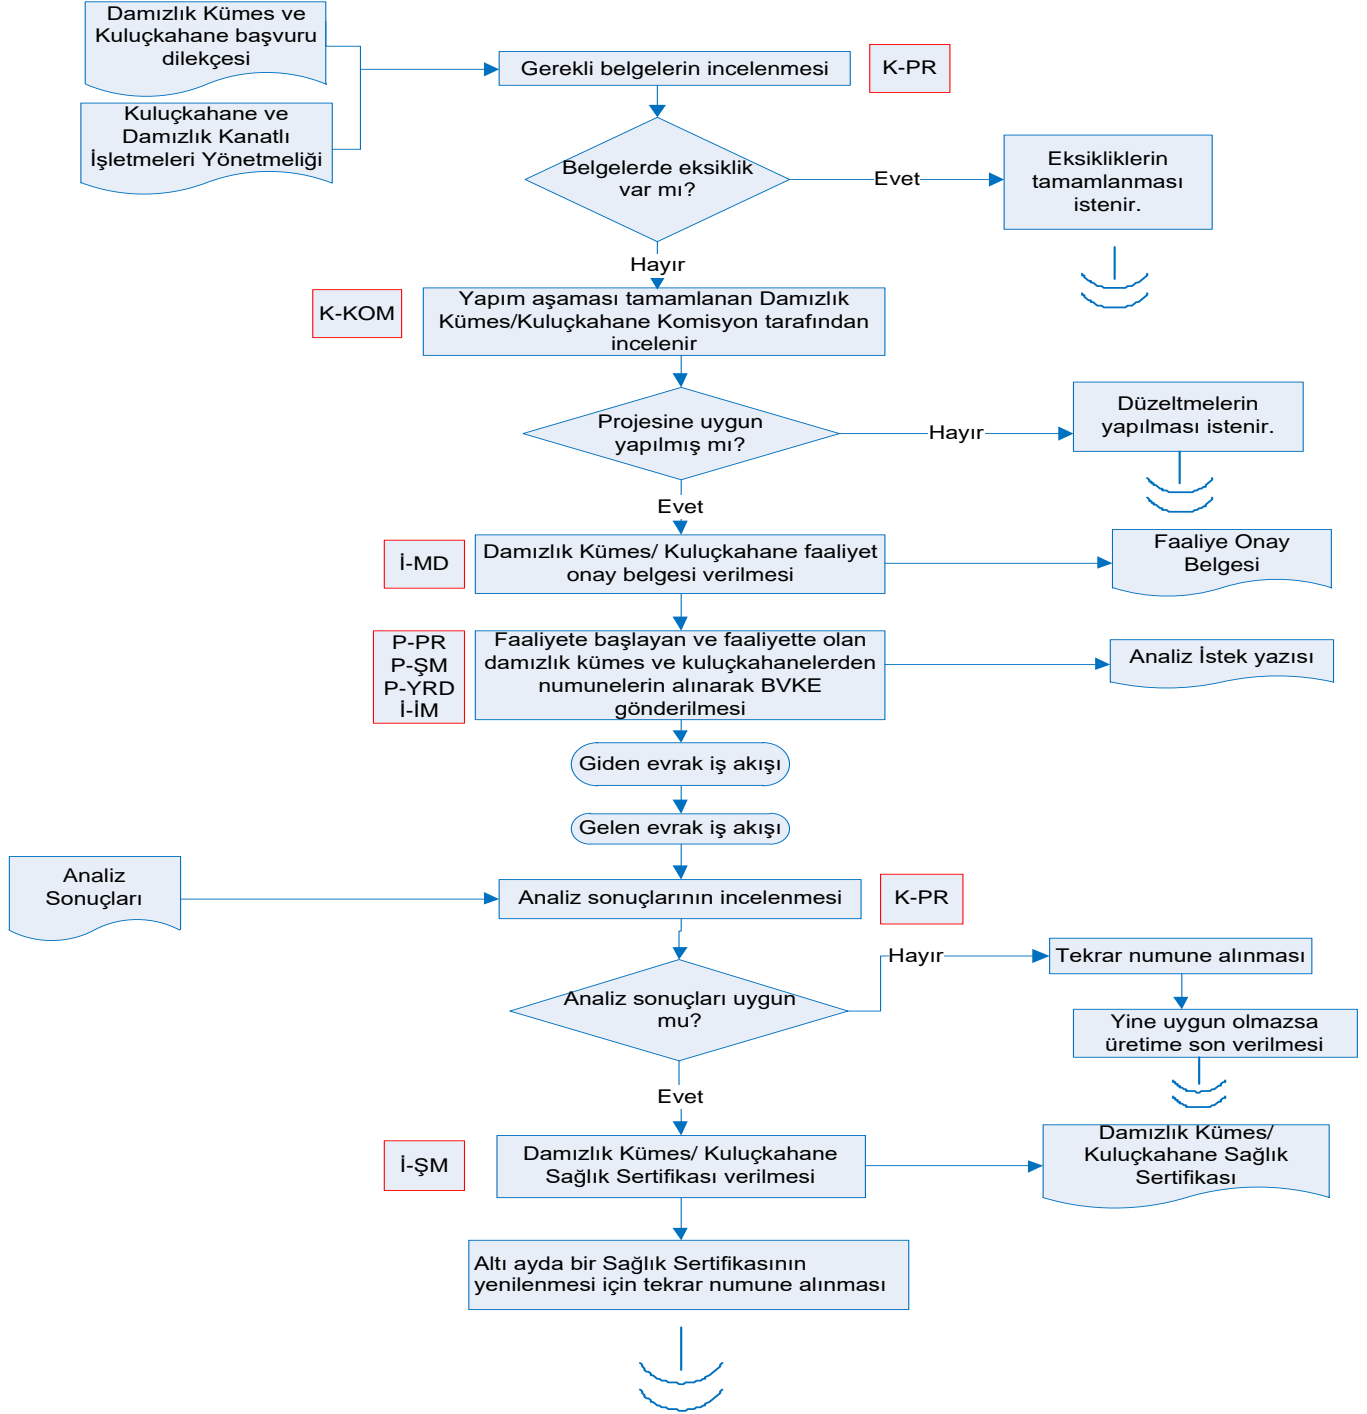 Damızlık Kümes ve
Kuluçkahane başvuru
dilekçesi
Gerekli belgelerin incelenmesi
K-PR
Kuluçkahane ve
Damızlık Kanatlı
İşletmeleri Yönetmeliği
Belgelerde eksiklik
var mı?
Evet
Eksikliklerin
tamamlanması
istenir.
Hayır
K-KOM
Yapım aşaması tamamlanan Damızlık
Kümes/Kuluçkahane Komisyon tarafından
incelenir
Projesine uygun
yapılmış mı?
Hayır
Düzeltmelerin
yapılması istenir.
Evet
İ-MD
Damızlık Kümes/ Kuluçkahane faaliyet
onay belgesi verilmesi
Faaliye Onay
Belgesi
P-PR
P-ŞM
P-YRD
İ-İM
Faaliyete başlayan ve faaliyette olan
damızlık kümes ve kuluçkahanelerden
numunelerin alınarak BVKE
gönderilmesi
Analiz İstek yazısı
Giden evrak iş akışı
Gelen evrak iş akışı
Analiz
Sonuçları
Analiz sonuçlarının incelenmesi
K-PR
Analiz sonuçları uygun
mu?
Hayır
Tekrar numune alınması
Yine uygun olmazsa
üretime son verilmesi
Evet
İ-ŞM
Damızlık Kümes/ Kuluçkahane
Sağlık Sertifikası verilmesi
Damızlık Kümes/
Kuluçkahane Sağlık
Sertifikası
Altı ayda bir Sağlık Sertifikasının
yenilenmesi için tekrar numune alınması